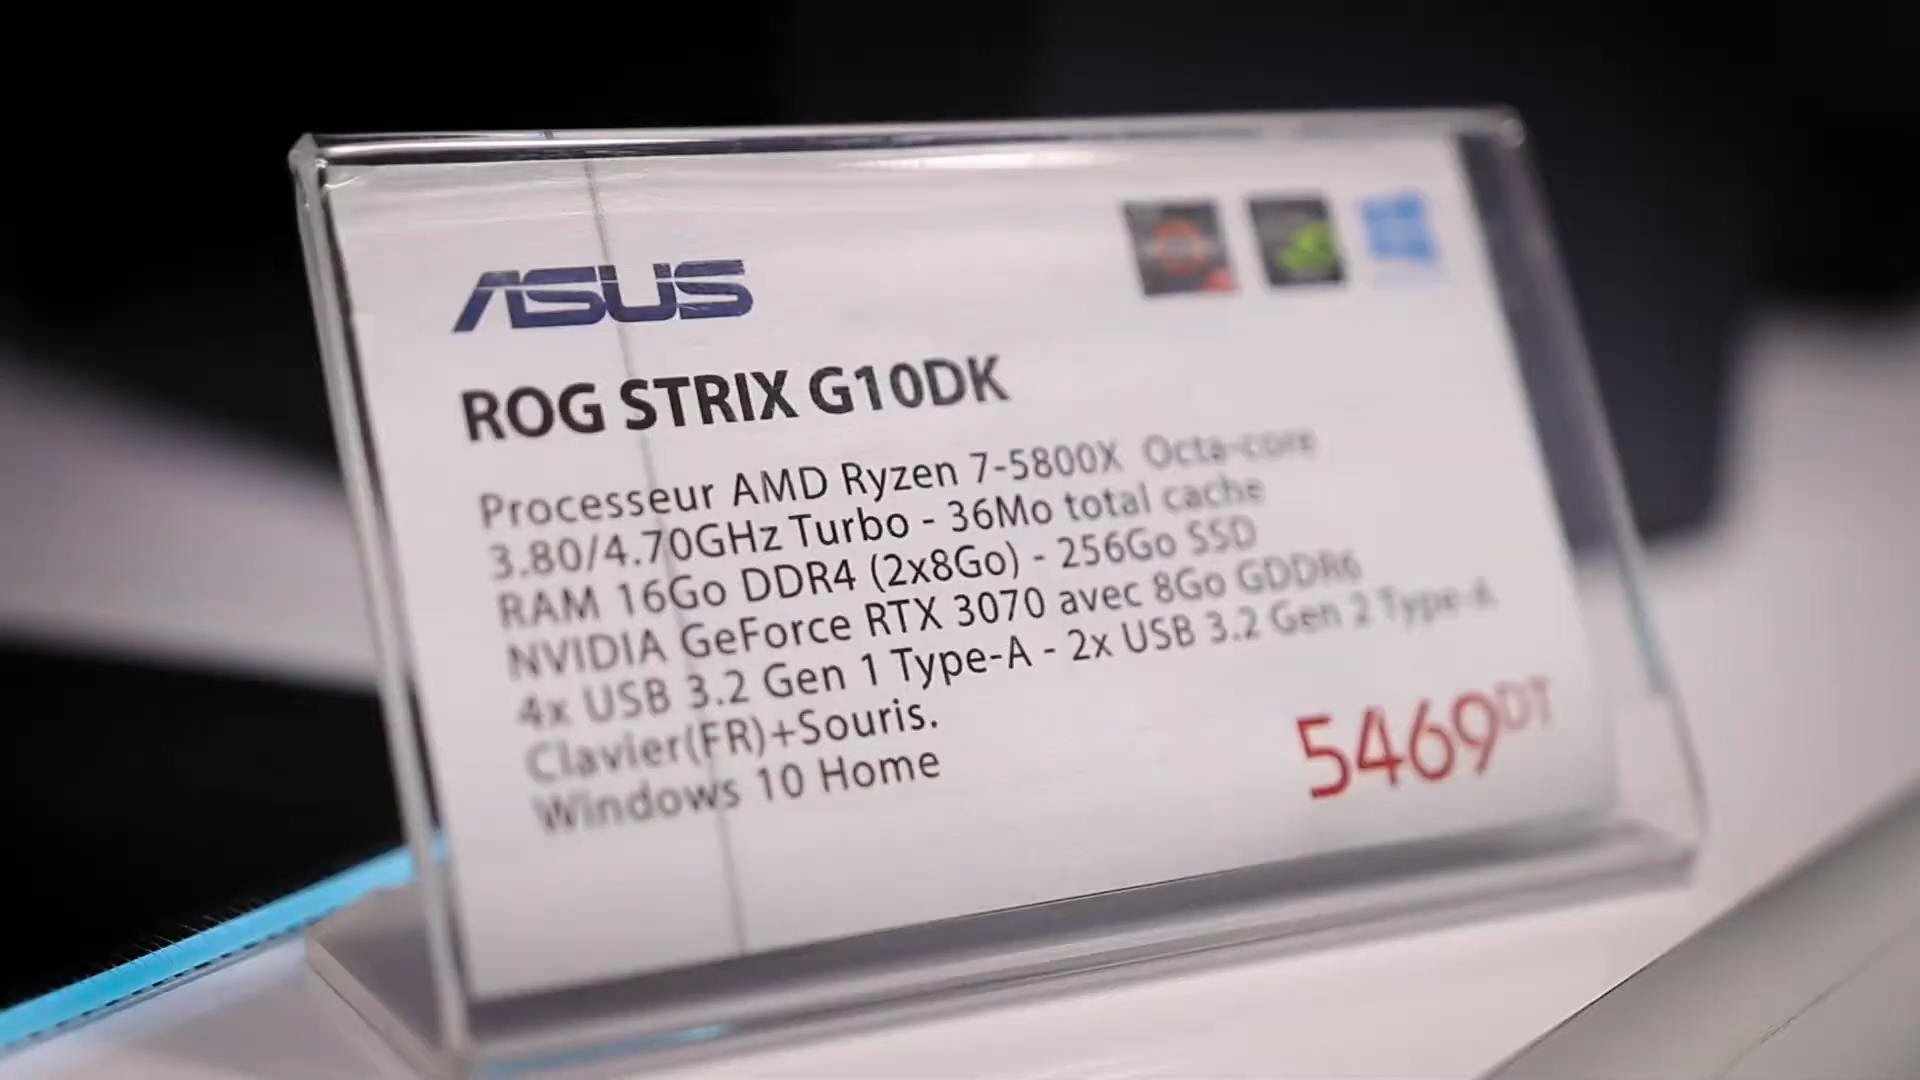 ASUS
ROG STRIX G10DK
Processeur AMD Ryzen 7-5800X Octa-core
3.80/4.70GHz Turbo - 36Mo total cache
RAM 16Go DDR4 (2x8Go) - 256Go SSD
NVIDIA GeForce RTX 3070 avec 8Go GDDR6
4x USB 3.2 Gen 1 Type-A - 2x USB 3.2 Gen 2 Type-A
Clavier(FR)+Souris.
Windows 10 Home
5469DT